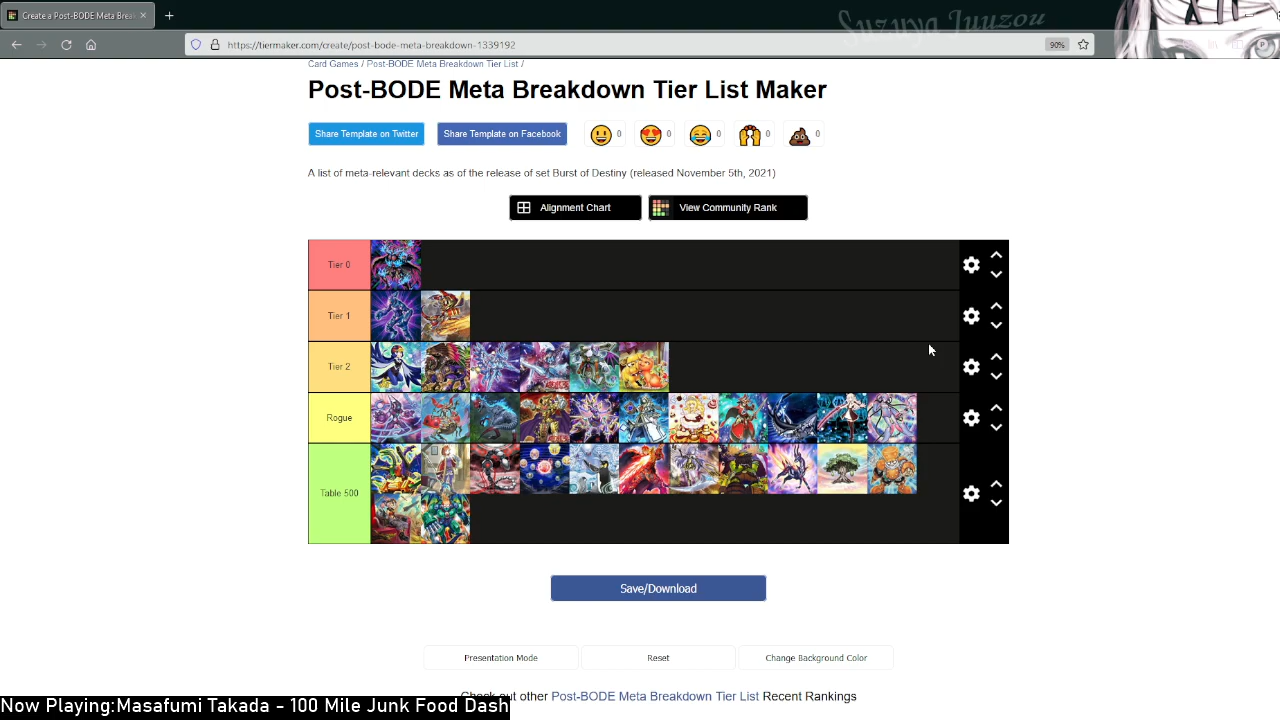 Create a Post-BODE Meta Break
Suzuya Juuzou
https://tiermaker.com/create/post-bode-meta-breakdown-1339192
90%
Card Games / Post-BODE Meta Breakdown Tier List /
Post-BODE Meta Breakdown Tier List Maker
Share Template on Twitter
Share Template on Facebook
0
0
0
0
0
A list of meta-relevant decks as of the release of set Burst of Destiny (released November 5th, 2021)
Alignment Chart
View Community Rank
Tier 0
Tier 1
Tier 2
Rogue
Table 500
Save/Download
Presentation Mode
Reset
Change Background Color
Check out other Post-BODE Meta Breakdown Tier List Recent Rankings
Now Playing:Masafumi Takada - 100 Mile Junk Food Dash